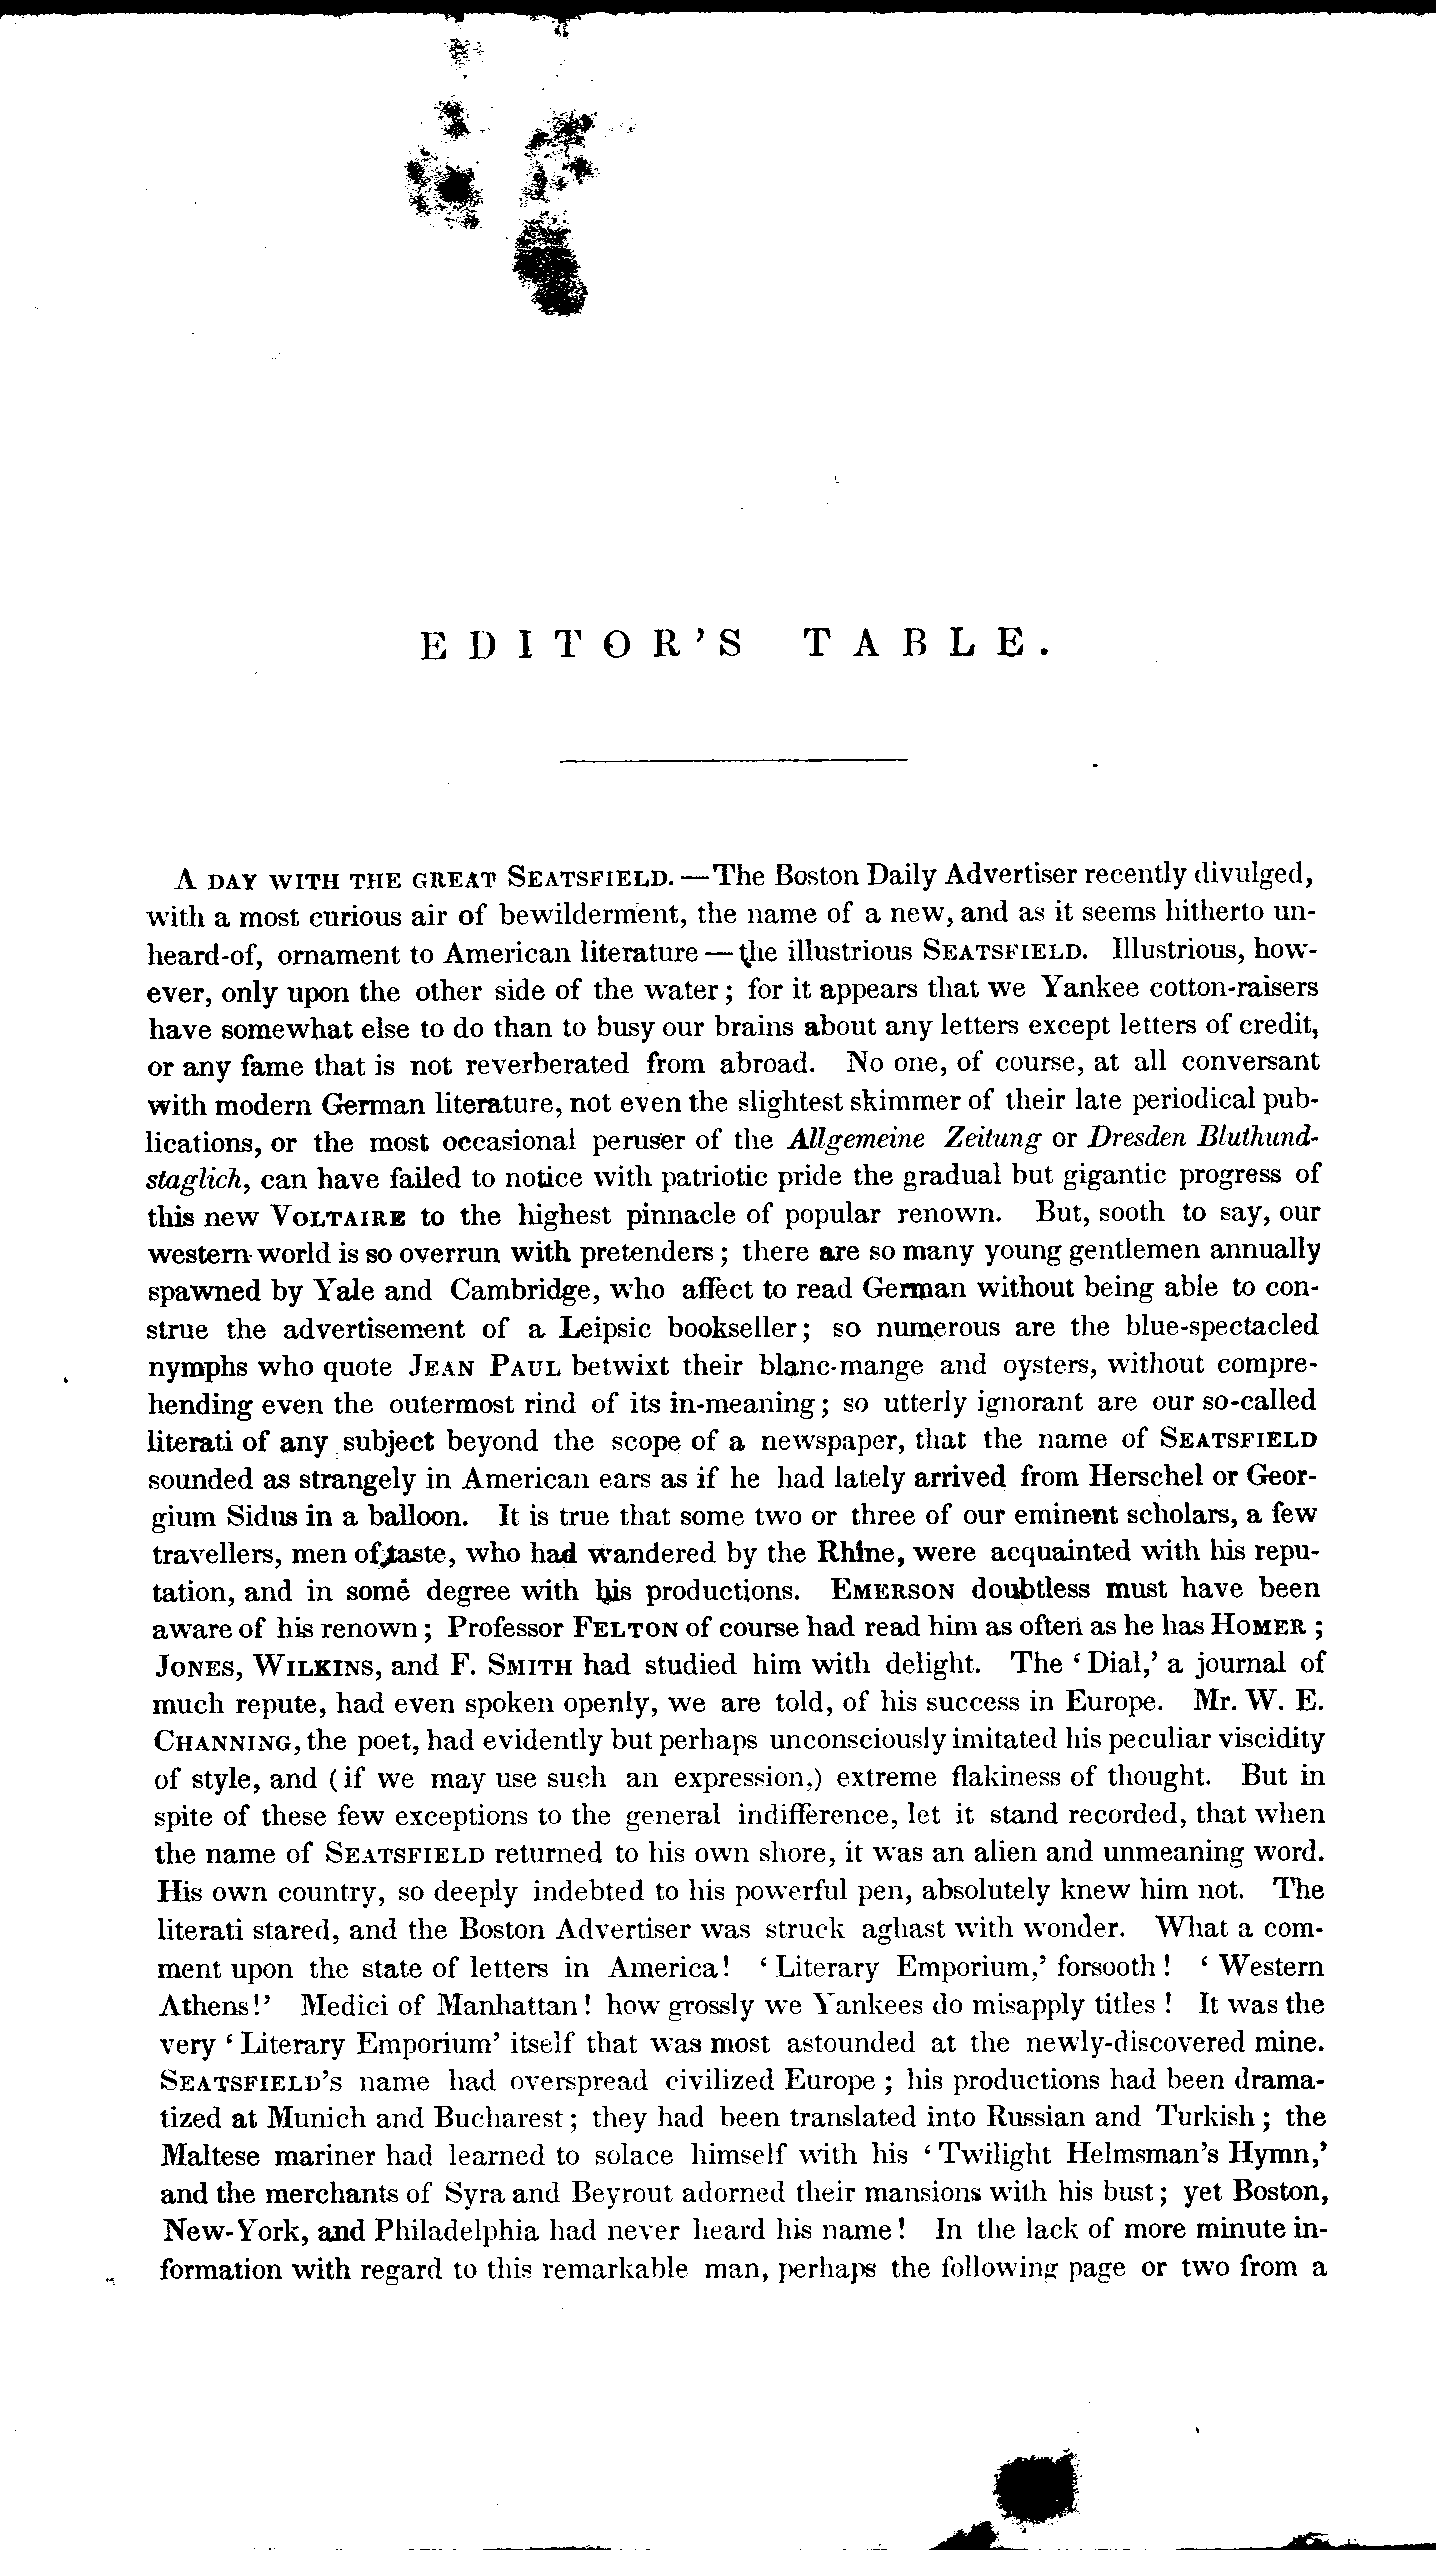 EDITOR'S TABLE.
A DAY WITH THE GREAT SEATSFIELD. — The Boston Daily Advertiser recently divulged,
with a most curious air of bewilderment, the name of a new, and as it seems hitherto un-
heard-of, ornament to American literature — the illustrious SEATSFIELD. Illustrious, how-
ever, only upon the other side of the water; for it appears that we Yankee cotton-raisers
have somewhat else to do than to busy our brains about any letters except letters of credit,
or any fame that is not reverberated from abroad. No one, of course, at all conversant
with modern German literature, not even the slightest skimmer of their late periodical pub-
lications, or the most occasional peruser of the Allgemeine Zeitung or Dresden Bluthund-
staglich, can have failed to notice with patriotic pride the gradual but gigantic progress of
this new VOLTAIRE to the highest pinnacle of popular renown. But, sooth to say, our
western world is so overrun with pretenders; there are so many young gentlemen annually
spawned by Yale and Cambridge, who affect to read German without being able to con-
strue the advertisement of a Leipsic bookseller; so numerous are the blue-spectacled
nymphs who quote JEAN PAUL betwixt their blanc-mange and oysters, without compre-
hending even the outermost rind of its in-meaning; so utterly ignorant are our so-called
literati of any subject beyond the scope of a newspaper, that the name of SEATSFIELD
sounded as strangely in American ears as if he had lately arrived from Herschel or Geor-
gium Sidus in a balloon. It is true that some two or three of our eminent scholars, a few
travellers, men of taste, who had wandered by the Rhine, were acquainted with his repu-
tation, and in some degree with his productions. EMERSON doubtless must have been
aware of his renown; Professor FELTON of course had read him as often as he has HOMER;
JONES, WILKINS, and F. SMITH had studied him with delight. The 'Dial,' a journal of
much repute, had even spoken openly, we are told, of his success in Europe. Mr. W. E.
CHANNING, the poet, had evidently but perhaps unconsciously imitated his peculiar viscidity
of style, and (if we may use such an expression,) extreme flakiness of thought. But in
spite of these few exceptions to the general indifference, let it stand recorded, that when
the name of SEATSFIELD returned to his own shore, it was an alien and unmeaning word.
His own country, so deeply indebted to his powerful pen, absolutely knew him not. The
literati stared, and the Boston Advertiser was struck aghast with wonder. What a com-
ment upon the state of letters in America! 'Literary Emporium,' forsooth! 'Western
Athens!' Medici of Manhattan! how grossly we Yankees do misapply titles! It was the
very 'Literary Emporium' itself that was most astounded at the newly-discovered mine.
SEATSFIELD'S name had overspread civilized Europe; his productions had been drama-
tized at Munich and Bucharest; they had been translated into Russian and Turkish; the
Maltese mariner had learned to solace himself with his 'Twilight Helmsman's Hymn,'
and the merchants of Syra and Beyrout adorned their mansions with his bust; yet Boston,
New-York, and Philadelphia had never heard his name! In the lack of more minute in-
formation with regard to this remarkable man, perhaps the following page or two from a